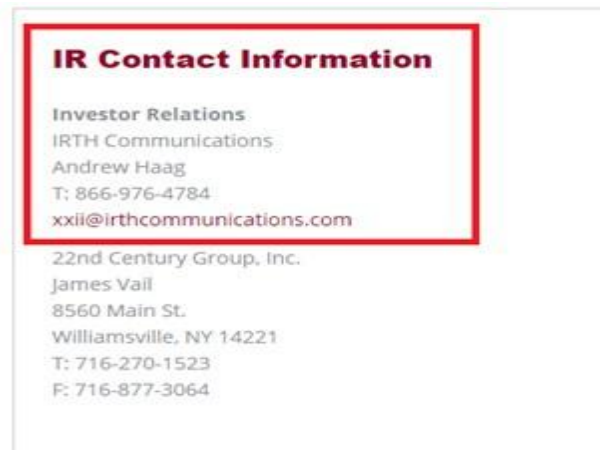 IR Contact Information
Investor Relations
IRTH Communications
Andrew Haag
T: 866-976-4784
xxii@irthcommunications.com
22nd Century Group, Inc.
James Vail
8560 Main St.
Williamsville, NY 14221
T: 716-270-1523
F: 716-877-3064